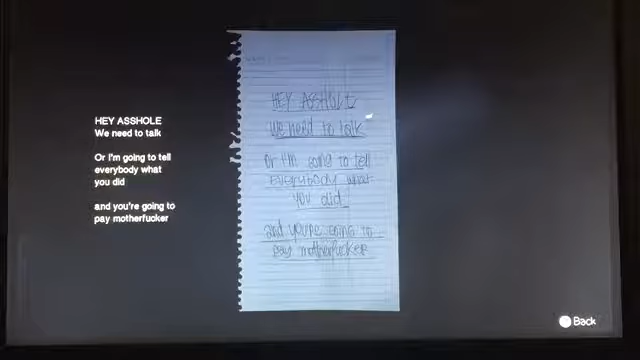 HEY ASSHOLE
We need to talk
Or I'm going to tell
everybody what
you did
and you're going to
pay motherfucker
HEY ASSHOLE
We need to talk
Or I'm going to tell
everybody what
you did
and you're going to
pay motherfucker
Back